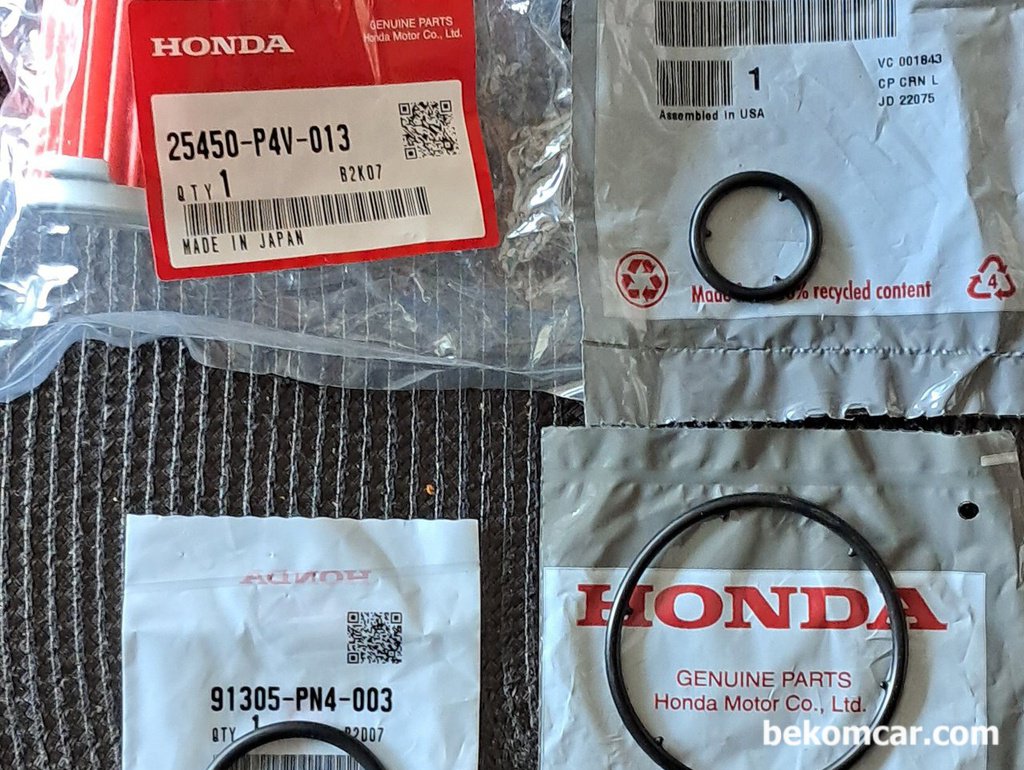 HONDA
GENUINE PARTS
Honda Motor Co., Ltd.
25450-P4V-013
QTY 1
B2K07
MADE IN JAPAN
1
Assembled in USA
VC 001843
CP CRN L
JD 22075
Made recycled content
4
HONDA
91305-PN4-003
QTY 1
HONDA
GENUINE PARTS
Honda Motor Co., Ltd.
bekomcar.com